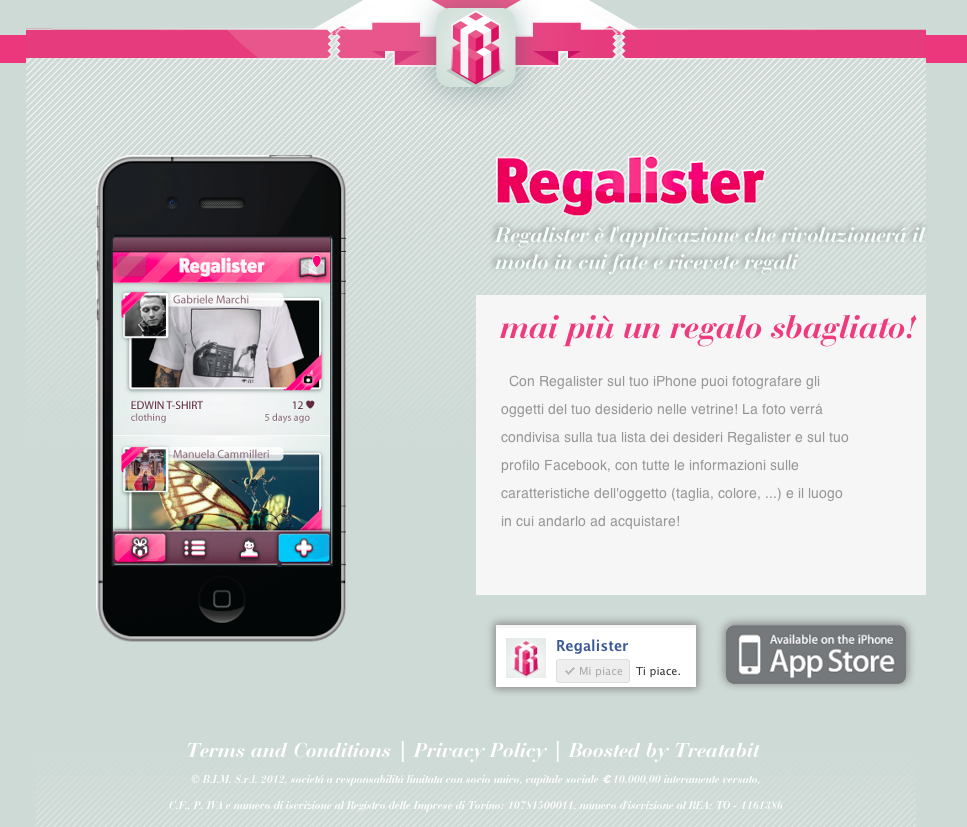 Regalister
Regalister è l'applicazione che rivoluzionerá il
modo in cui fate e ricevete regali
mai più un regalo sbagliato!
Con Regalister sul tuo iPhone puoi fotografare gli
oggetti del tuo desiderio nelle vetrine! La foto verrá
condivisa sulla tua lista dei desideri Regalister e sul tuo
profilo Facebook, con tutte le informazioni sulle
caratteristiche dell'oggetto (taglia, colore, ...) e il luogo
in cui andarlo ad acquistare!
Regalister
Gabriele Marchi
EDWIN T-SHIRT
12
clothing
5 days ago
Manuela Cammilleri
Regalister
Mi piace
Ti piace.
Available on the iPhone
App Store
Terms and Conditions | Privacy Policy | Boosted by Treatabit
© B.I.M. S.r.l. 2012, societá a responsabilitá limitata con socio unico, capitale sociale € 10.000,00 interamente versato,
C.F., P. IVA e numero di iscrizione al Registro delle Imprese di Torino: 10781500011, numero d'iscrizione al REA: TO - 1161386